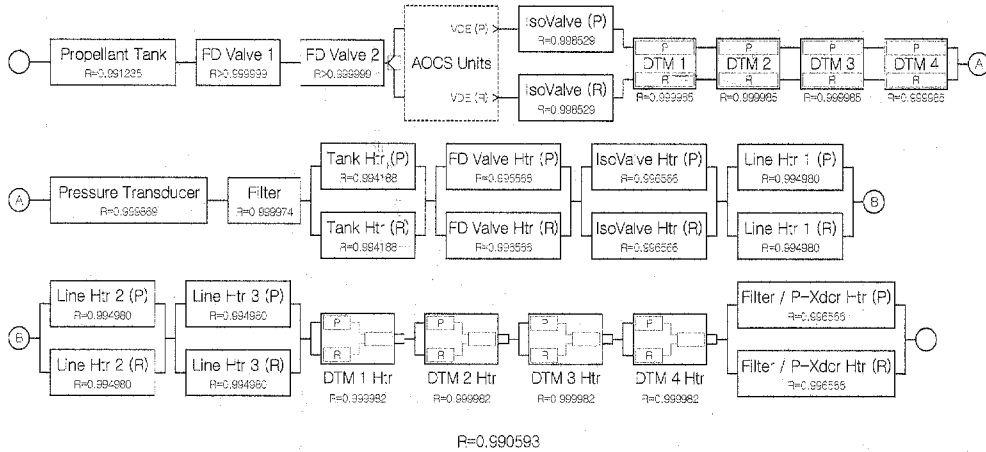 Propellant Tank
R=0.991235
FD Valve 1
R>0.999999
FD Valve 2
R>0.999999
VDE (P)
AOCS Units
VDE (R)
IsoValve (P)
R=0.998529
IsoValve (R)
R=0.998529
P
DTM 1
R
R=0.999985
P
DTM 2
R
R=0.999985
P
DTM 3
R
R=0.999985
P
DTM 4
R
R=0.999985
A
A
Pressure Transducer
R=0.999869
Filter
R=0.999974
Tank Htr (P)
R=0.994188
Tank Htr (R)
R=0.994188
FD Valve Htr (P)
R=0.996566
FD Valve Htr (R)
R=0.996566
IsoValve Htr (P)
R=0.996566
IsoValve Htr (R)
R=0.996566
Line Htr 1 (P)
R=0.994980
Line Htr 1 (R)
R=0.994980
B
B
Line Htr 2 (P)
R=0.994980
Line Htr 2 (R)
R=0.994980
Line Htr 3 (P)
R=0.994980
Line Htr 3 (R)
R=0.994980
P
R
DTM 1 Htr
R=0.999982
P
R
DTM 2 Htr
R=0.999982
P
R
DTM 3 Htr
R=0.999982
P
R
DTM 4 Htr
R=0.999982
Filter / P-Xdcr Htr (P)
R=0.996566
Filter / P-Xdcr Htr (R)
R=0.996566
R=0.990593